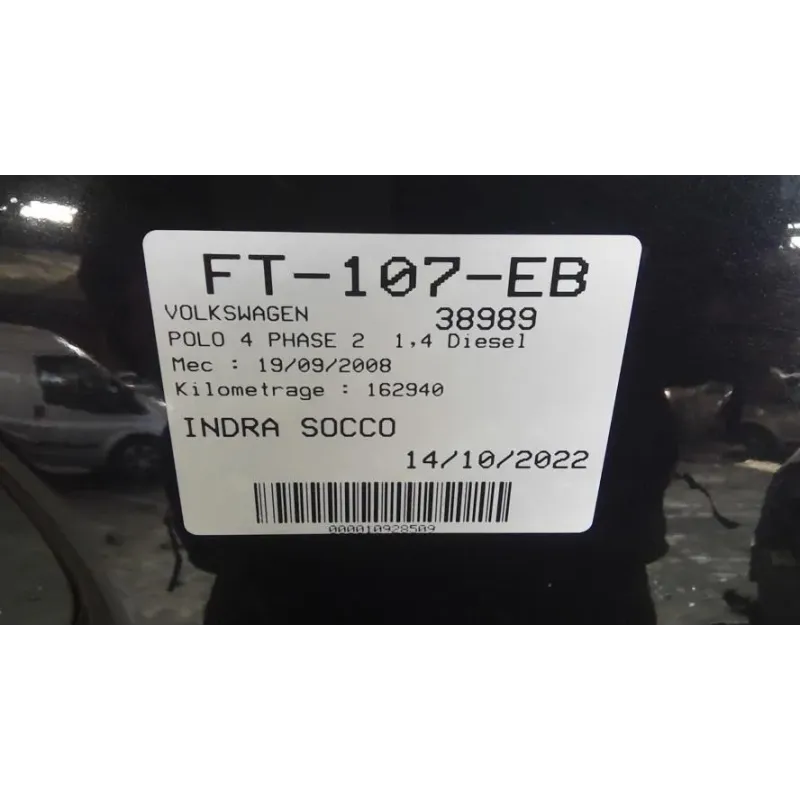 FT-107-EB
VOLKSWAGEN 38989
POLO 4 PHASE 2 1,4 Diesel
Mec : 19/09/2008
Kilometrage : 162940
INDRA SOCCO
14/10/2022
000010928509